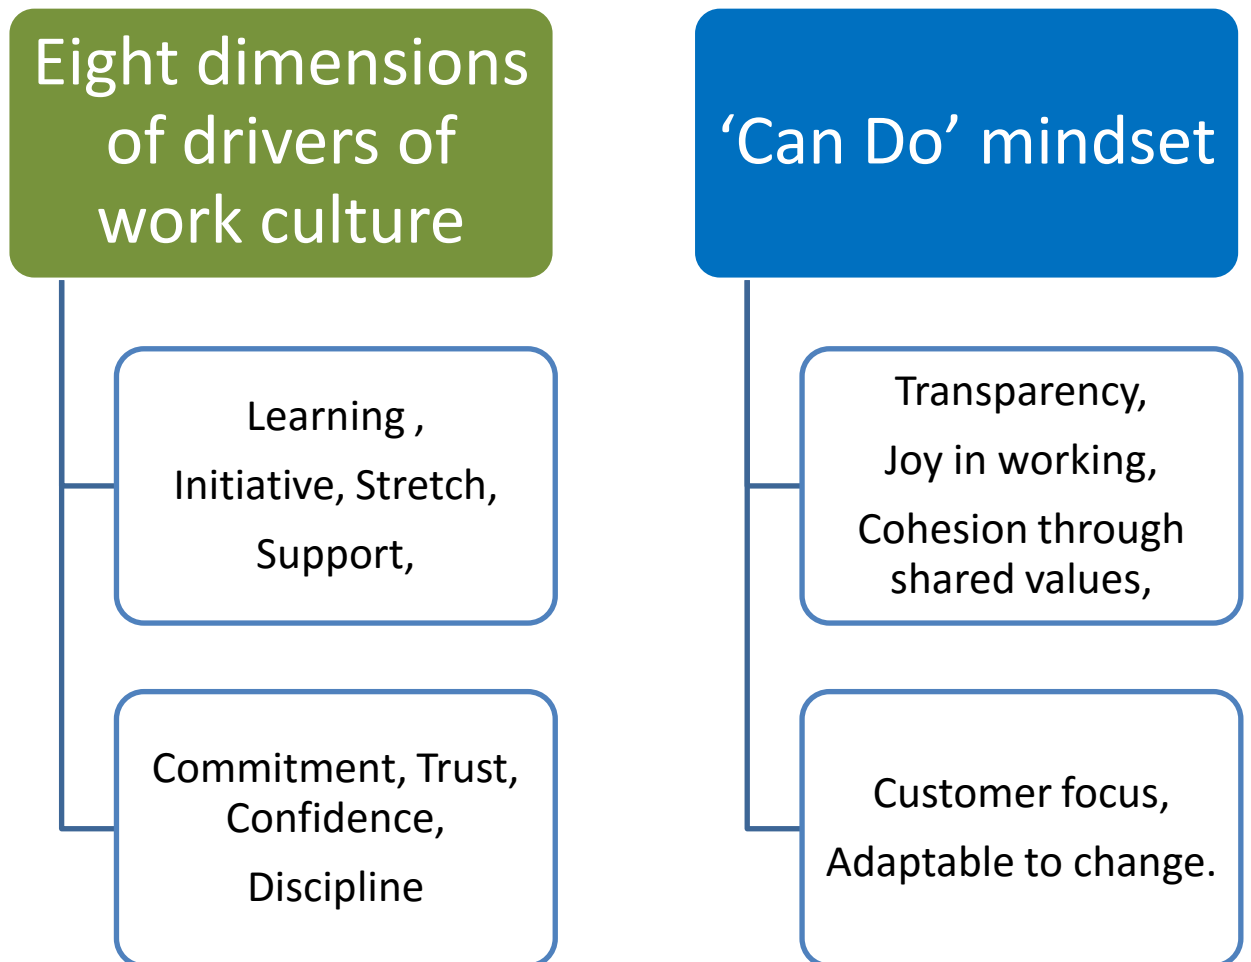 Eight dimensions
of drivers of
work culture
Learning ,
Initiative, Stretch,
Support,
Commitment, Trust,
Confidence,
Discipline
‘Can Do’ mindset
Transparency,
Joy in working,
Cohesion through
shared values,
Customer focus,
Adaptable to change.